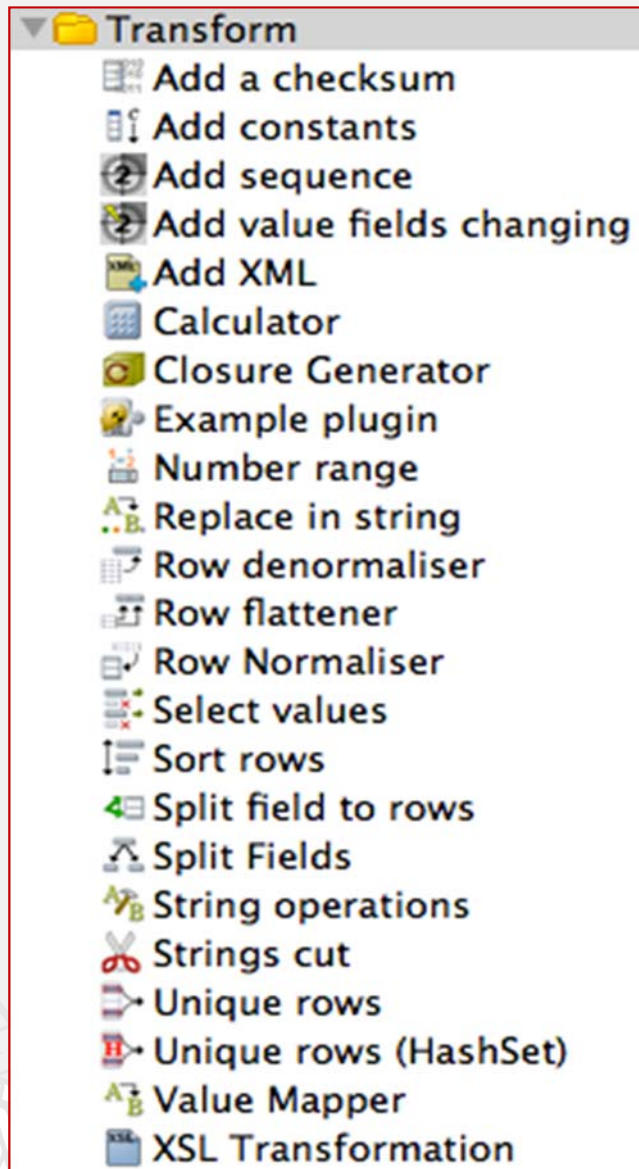 Transform
Add a checksum
Add constants
Add sequence
Add value fields changing
Add XML
Calculator
Closure Generator
Example plugin
Number range
Replace in string
Row denormaliser
Row flattener
Row Normaliser
Select values
Sort rows
Split field to rows
Split Fields
String operations
Strings cut
Unique rows
Unique rows (HashSet)
Value Mapper
XSL Transformation